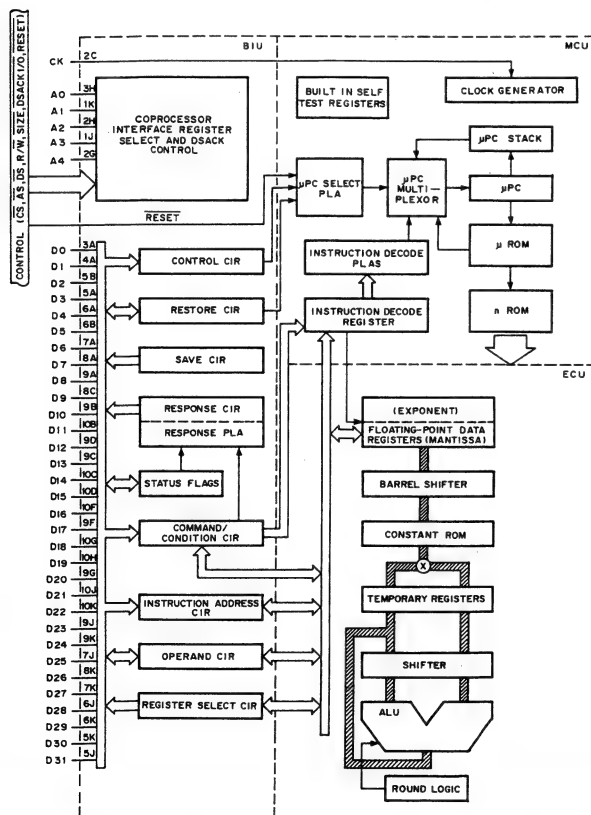 BIU
MCU
ECU
CONTROL (CS, AS, DS, R/W, SIZE, DSACK1/0, RESET)
CK 2C
A0 3H
A1 1K
A2 2H
A3 1J
A4 2G
COPROCESSOR
INTERFACE REGISTER
SELECT AND DSACK
CONTROL
RESET
BUILT IN SELF
TEST REGISTERS
CLOCK GENERATOR
µPC STACK
µPC SELECT
PLA
µPC
MULTI-
PLEXOR
µPC
µ ROM
n ROM
INSTRUCTION DECODE
PLAS
INSTRUCTION DECODE
REGISTER
D0 3A
D1 4A
D2 5B
D3 5A
D4 6A
D5 6B
D6 7A
D7 8A
D8 9A
D9 8C
D10 9B
D11 10B
D12 9D
D13 9C
D14 10C
D15 10D
D16 10F
D17 9F
D18 10G
D19 10H
D20 9G
D21 10J
D22 10K
D23 9J
D24 9K
D25 7J
D26 8K
D27 7K
D28 6J
D29 6K
D30 5K
D31 5J
CONTROL CIR
RESTORE CIR
SAVE CIR
RESPONSE CIR
RESPONSE PLA
STATUS FLAGS
COMMAND/
CONDITION CIR
INSTRUCTION ADDRESS
CIR
OPERAND CIR
REGISTER SELECT CIR
(EXPONENT)
FLOATING-POINT DATA
REGISTERS (MANTISSA)
BARREL SHIFTER
CONSTANT ROM
X
TEMPORARY REGISTERS
SHIFTER
ALU
ROUND LOGIC